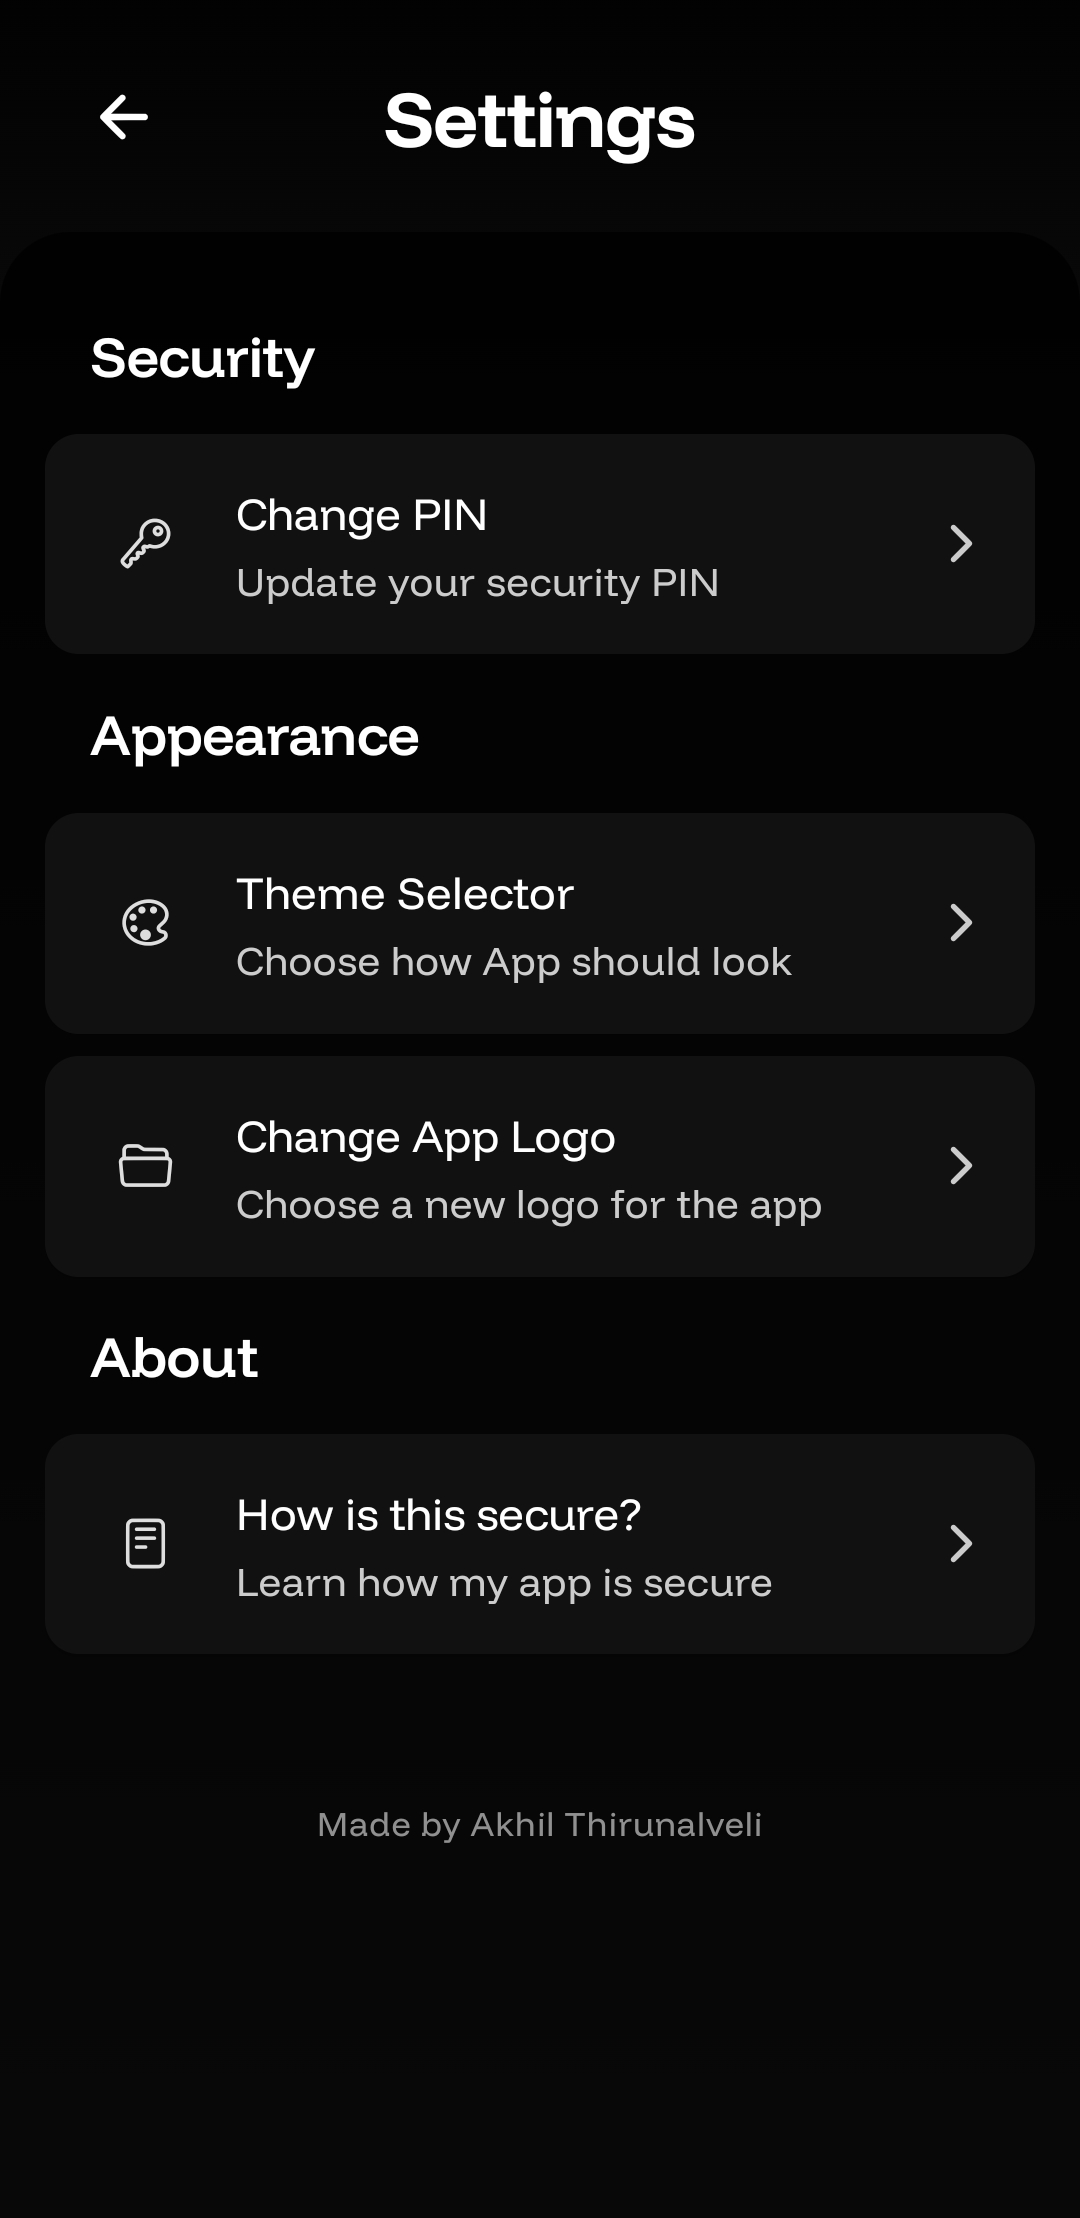 Settings
Security
Change PIN
Update your security PIN
Appearance
Theme Selector
Choose how App should look
Change App Logo
Choose a new logo for the app
About
How is this secure?
Learn how my app is secure
Made by Akhil Thirunalveli